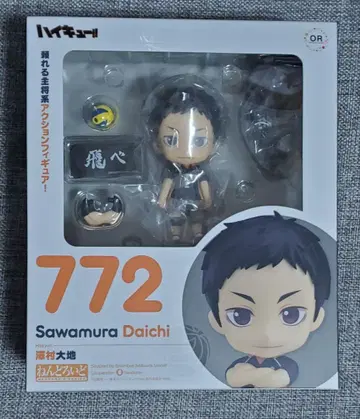 ハイキュー!!
OR
頼れる主将系アクションフィギュア!
飛べ
772
Sawamura Daichi
澤村大地
ねんどろいど